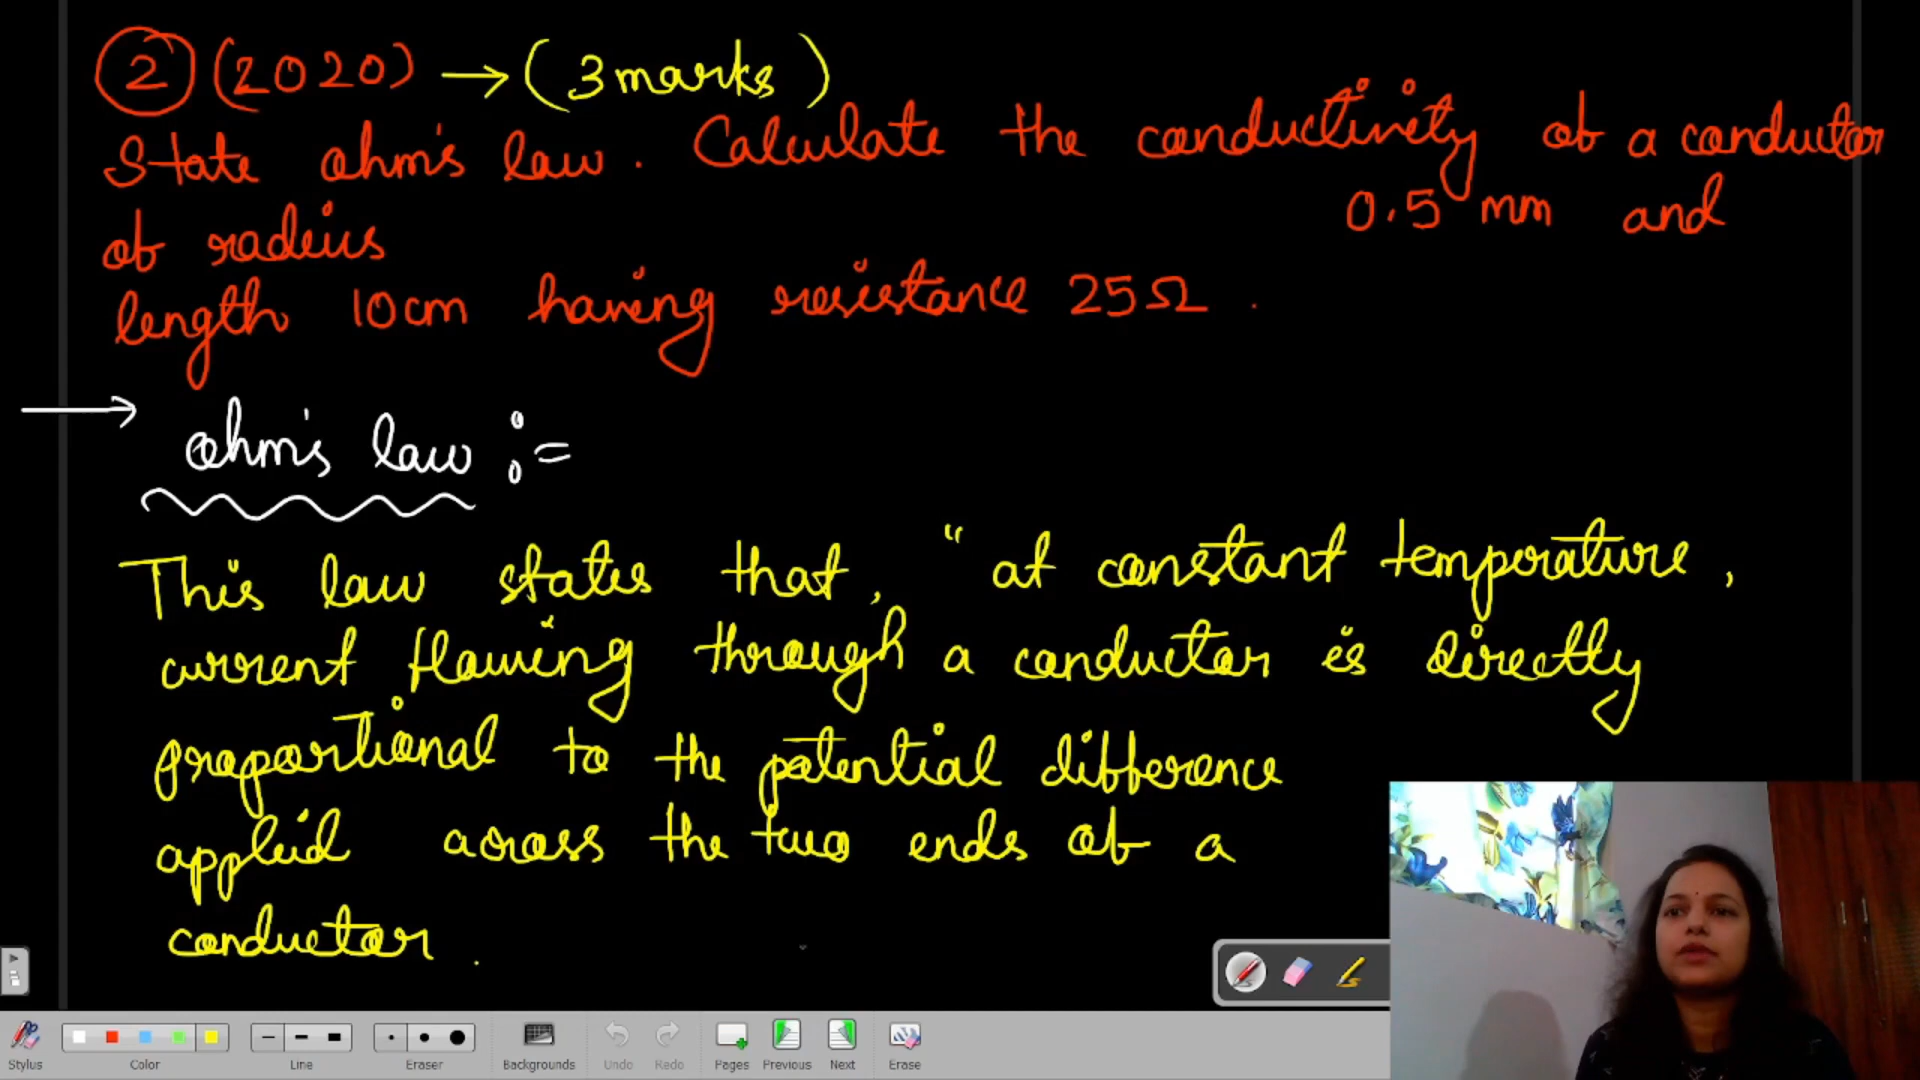 2 (2020) → (3 marks)
State ohm's law. Calculate the conductivity of a conductor
of radius 0.5 mm and
length 10cm having resistance 25Ω.
→ ohm's law :=
This law states that, "at constant temperature,
current flowing through a conductor is directly
proportional to the potential difference
applied across the two ends of a
conductor.
Stylus Color Line Eraser Backgrounds Undo Redo Pages Previous Next Erase